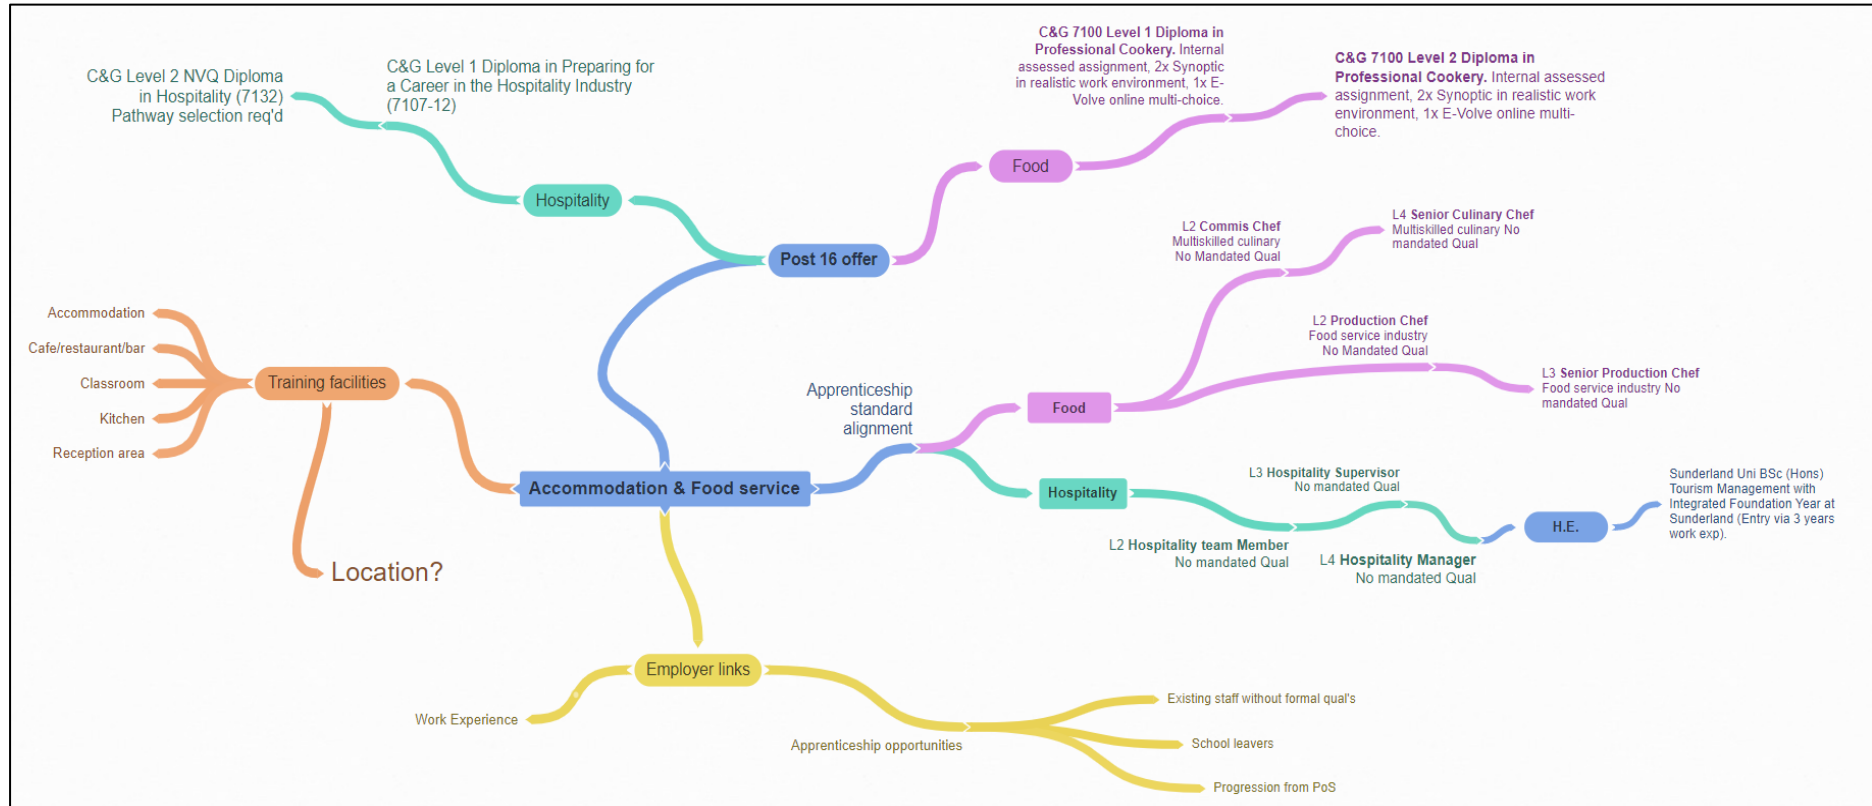 C&G Level 2 NVQ Diploma
in Hospitality (7132)
Pathway selection req'd
C&G Level 1 Diploma in Preparing for
a Career in the Hospitality Industry
(7107-12)
Hospitality
Post 16 offer
Food
C&G 7100 Level 1 Diploma in
Professional Cookery. Internal
assessed assignment, 2x Synoptic
in realistic work environment, 1x E-
Volve online multi-choice.
C&G 7100 Level 2 Diploma in
Professional Cookery. Internal assessed
assignment, 2x Synoptic in realistic work
environment, 1x E-Volve online multi-
choice.
Accommodation
Cafe/restaurant/bar
Classroom
Kitchen
Reception area
Training facilities
Location?
Accommodation & Food service
Apprenticeship
standard
alignment
Food
L2 Commis Chef
Multiskilled culinary
No Mandated Qual
L4 Senior Culinary Chef
Multiskilled culinary No
mandated Qual
L2 Production Chef
Food service industry
No Mandated Qual
L3 Senior Production Chef
Food service industry No
mandated Qual
Hospitality
L2 Hospitality team Member
No mandated Qual
L3 Hospitality Supervisor
No mandated Qual
L4 Hospitality Manager
No mandated Qual
H.E.
Sunderland Uni BSc (Hons)
Tourism Management with
Integrated Foundation Year at
Sunderland (Entry via 3 years
work exp).
Employer links
Work Experience
Apprenticeship opportunities
Existing staff without formal qual's
School leavers
Progression from PoS